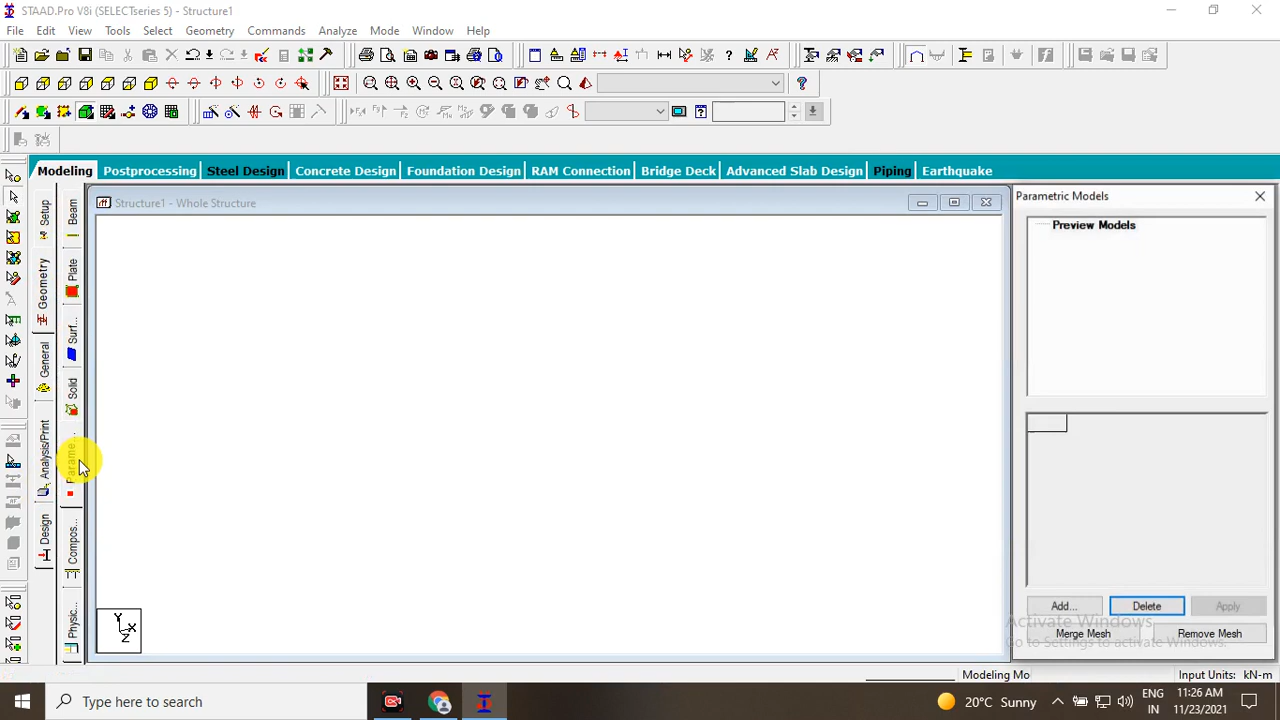 STAAD.Pro V8i (SELECTseries 5) - Structure1
File Edit View Tools Select Geometry Commands Analyze Mode Window Help
Modeling Postprocessing Steel Design Concrete Design Foundation Design RAM Connection Bridge Deck Advanced Slab Design Piping Earthquake
Setup
Geometry
General
Analysis/Print
Design
Beam
Plate
Surf...
Solid
Parame...
Compos...
Physic...
Structure1 - Whole Structure
Y
X
Z
Parametric Models
Preview Models
Add... Delete Apply
Merge Mesh Remove Mesh
Activate Windows
Go to Settings to activate Windows.
Modeling Mo Input Units: kN-m
Type here to search
20°C Sunny
ENG
IN
11:26 AM
11/23/2021